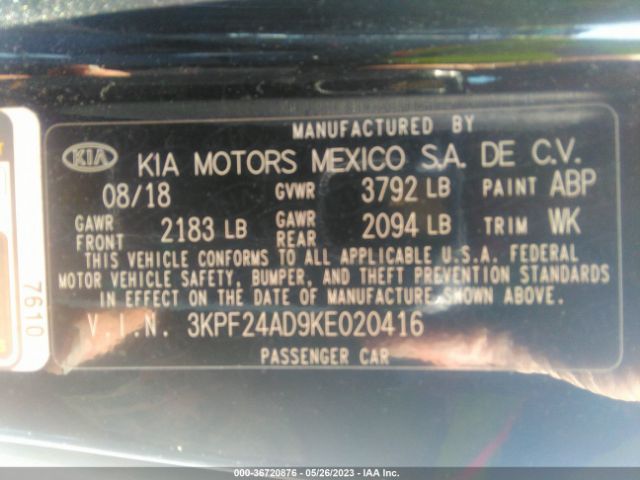 MANUFACTURED BY
KIA KIA MOTORS MEXICO S.A. DE C.V.
08/18 GVWR 3792 LB PAINT ABP
GAWR FRONT 2183 LB GAWR REAR 2094 LB TRIM WK
THIS VEHICLE CONFORMS TO ALL APPLICABLE U.S.A. FEDERAL
MOTOR VEHICLE SAFETY, BUMPER, AND THEFT PREVENTION STANDARDS
IN EFFECT ON THE DATE OF MANUFACTURE SHOWN ABOVE.
V.I.N. 3KPF24AD9KE020416
PASSENGER CAR
7610
000-36720876 - 05/26/2023 - IAA Inc.